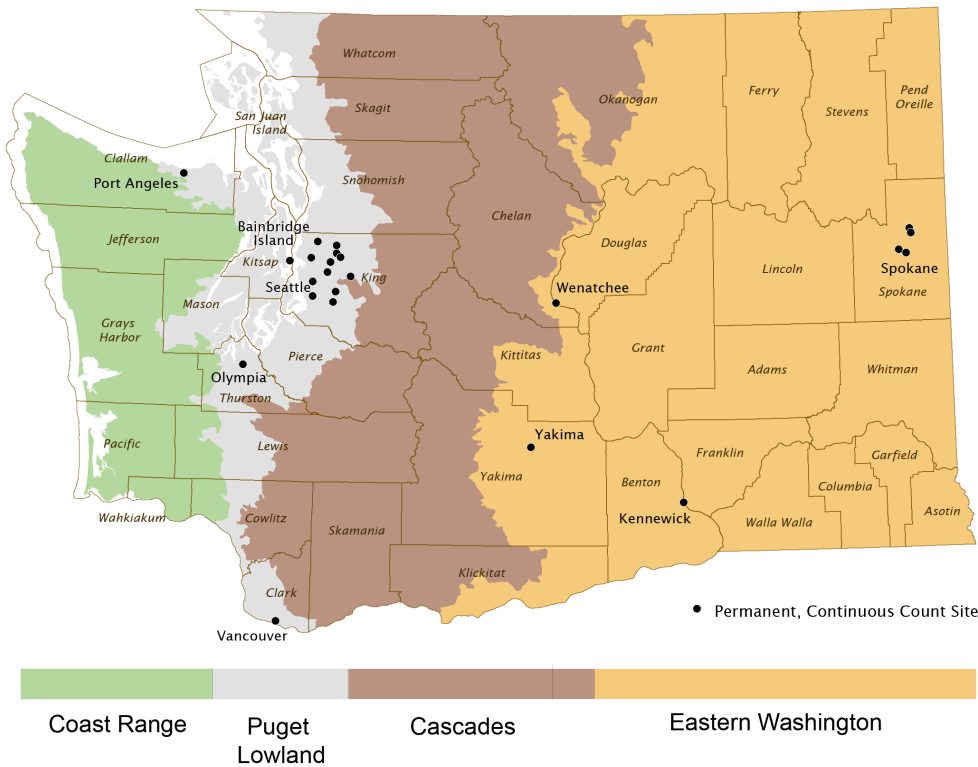 Whatcom
Okanogan
Ferry
Pend
Oreille
Stevens
Skagit
San Juan
Island
Clallam
Port Angeles
Snohomish
Chelan
Bainbridge
Island
Jefferson
Douglas
Kitsap
King
Seattle
Wenatchee
Lincoln
Spokane
Spokane
Mason
Grays
Harbor
Pierce
Kittitas
Grant
Adams
Whitman
Olympia
Thurston
Pacific
Lewis
Yakima
Yakima
Franklin
Garfield
Benton
Columbia
Wahkiakum
Cowlitz
Skamania
Kennewick
Walla Walla
Asotin
Klickitat
Clark
Vancouver
Permanent, Continuous Count Site
Coast Range
Puget
Lowland
Cascades
Eastern Washington